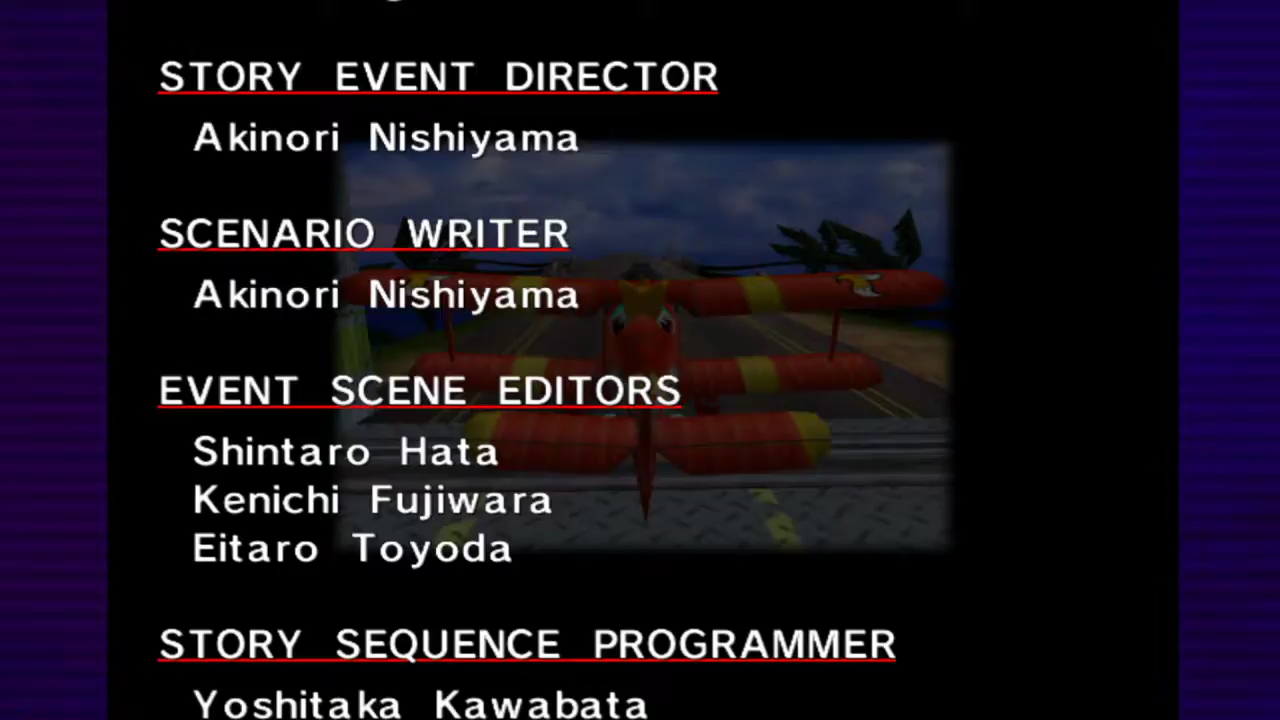 STORY EVENT DIRECTOR
Akinori Nishiyama
SCENARIO WRITER
Akinori Nishiyama
EVENT SCENE EDITORS
Shintaro Hata
Kenichi Fujiwara
Eitaro Toyoda
STORY SEQUENCE PROGRAMMER
Yoshitaka Kawabata